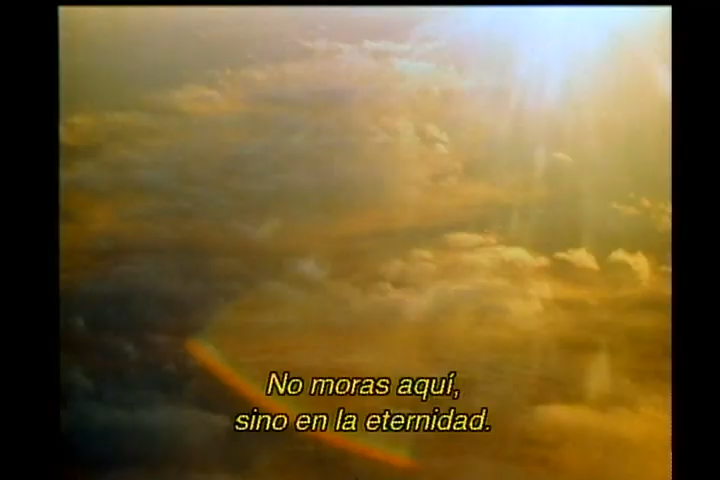 No moras aquí,
sino en la eternidad.